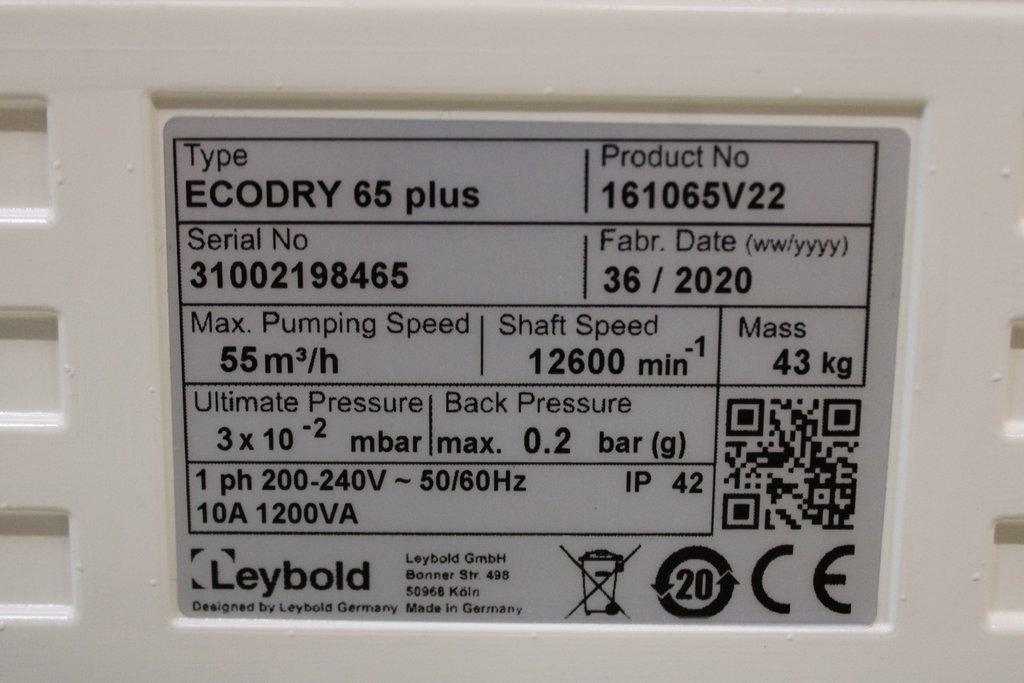 Type
ECODRY 65 plus
Product No
161065V22
Serial No
31002198465
Fabr. Date (ww/yyyy)
36 / 2020
Max. Pumping Speed
55 m³/h
Shaft Speed
12600 min⁻¹
Mass
43 kg
Ultimate Pressure
3 x 10⁻² mbar
Back Pressure
max. 0.2 bar (g)
1 ph 200-240V ~ 50/60Hz IP 42
10A 1200VA
Leybold
Designed by Leybold Germany
Leybold GmbH
Bonner Str. 498
50968 Köln
Made in Germany
20
CE